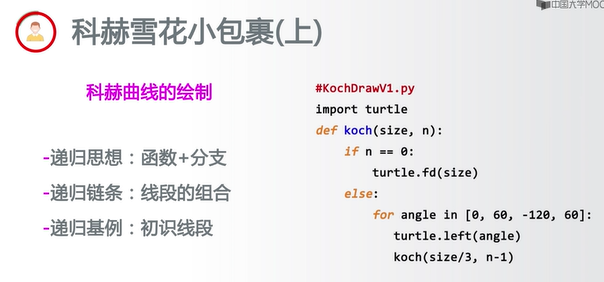 中国大学MOO
科赫雪花小包裹(上)
科赫曲线的绘制
-递归思想：函数+分支
-递归链条：线段的组合
-递归基例：初识线段
#KochDrawV1.py
import turtle
def koch(size, n):
    if n == 0:
        turtle.fd(size)
    else:
        for angle in [0, 60, -120, 60]:
            turtle.left(angle)
            koch(size/3, n-1)